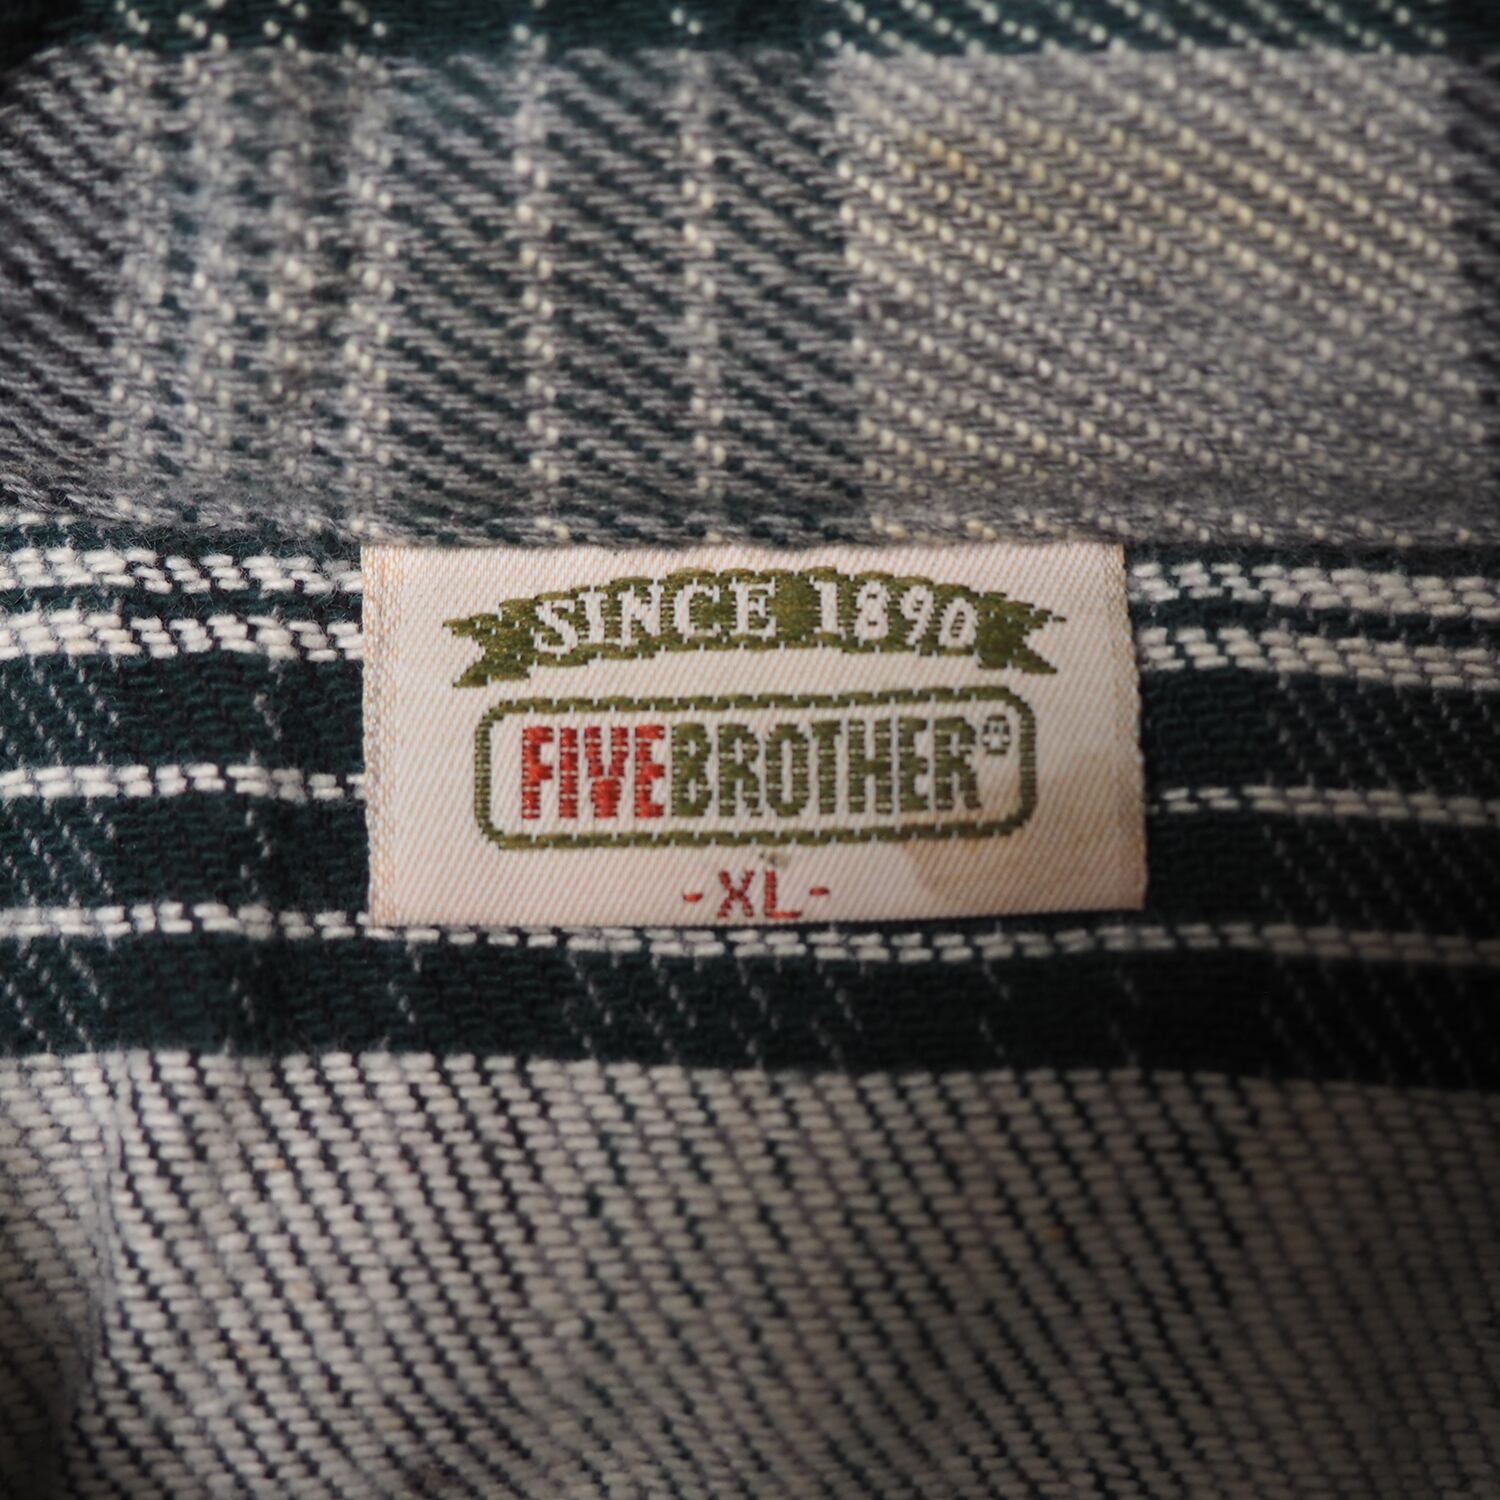 SINCE 1890
FIVEBROTHER®
-XL-